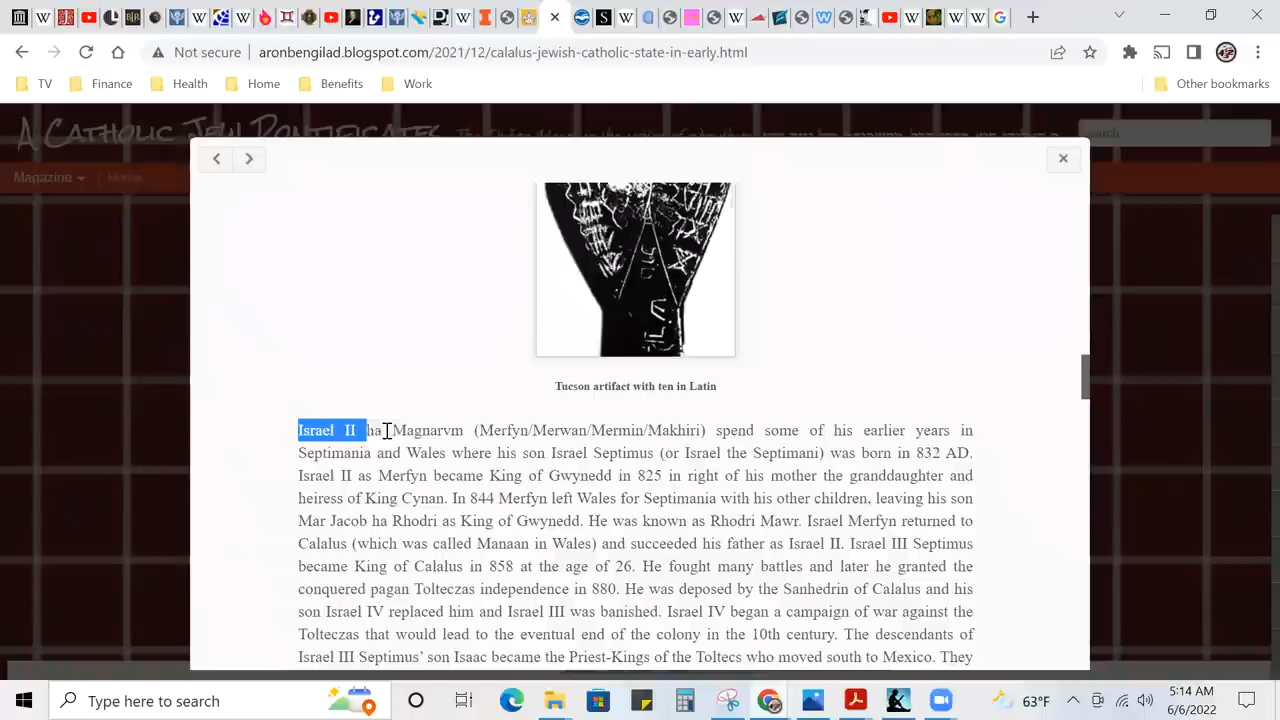 Not secure
aronbengilad.blogspot.com/2021/12/calalus-jewish-catholic-state-in-early.html
TV
Finance
Health
Home
Benefits
Work
Other bookmarks
A Catholic Jew Pontificates
Search
Magazine
Home
Tucson artifact with ten in Latin
Israel II ha Magnarvm (Merfyn/Merwan/Mermin/Makhiri) spend some of his earlier years in
Septimania and Wales where his son Israel Septimus (or Israel the Septimani) was born in 832 AD.
Israel II as Merfyn became King of Gwynedd in 825 in right of his mother the granddaughter and
heiress of King Cynan. In 844 Merfyn left Wales for Septimania with his other children, leaving his son
Mar Jacob ha Rhodri as King of Gwynedd. He was known as Rhodri Mawr. Israel Merfyn returned to
Calalus (which was called Manaan in Wales) and succeeded his father as Israel II. Israel III Septimus
became King of Calalus in 858 at the age of 26. He fought many battles and later he granted the
conquered pagan Tolteczas independence in 880. He was deposed by the Sanhedrin of Calalus and his
son Israel IV replaced him and Israel III was banished. Israel IV began a campaign of war against the
Tolteczas that would lead to the eventual end of the colony in the 10th century. The descendants of
Israel III Septimus’ son Isaac became the Priest-Kings of the Toltecs who moved south to Mexico. They
Type here to search
63°F
5:14 AM
6/6/2022